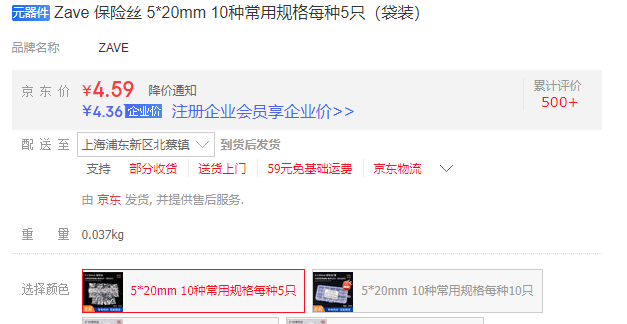 元器件 Zave 保险丝 5*20mm 10种常用规格每种5只（袋装）
品牌名称 ZAVE
京东价 ¥4.59 降价通知
累计评价
500+
¥4.36 企业价 注册企业会员享企业价>>
配送至 上海浦东新区北蔡镇 到货后发货
支持 部分收货 送货上门 59元免基础运费 京东物流
由 京东 发货, 并提供售后服务.
重量 0.037kg
选择颜色 5*20mm 10种常用规格每种5只 5*20mm 10种常用规格每种10只